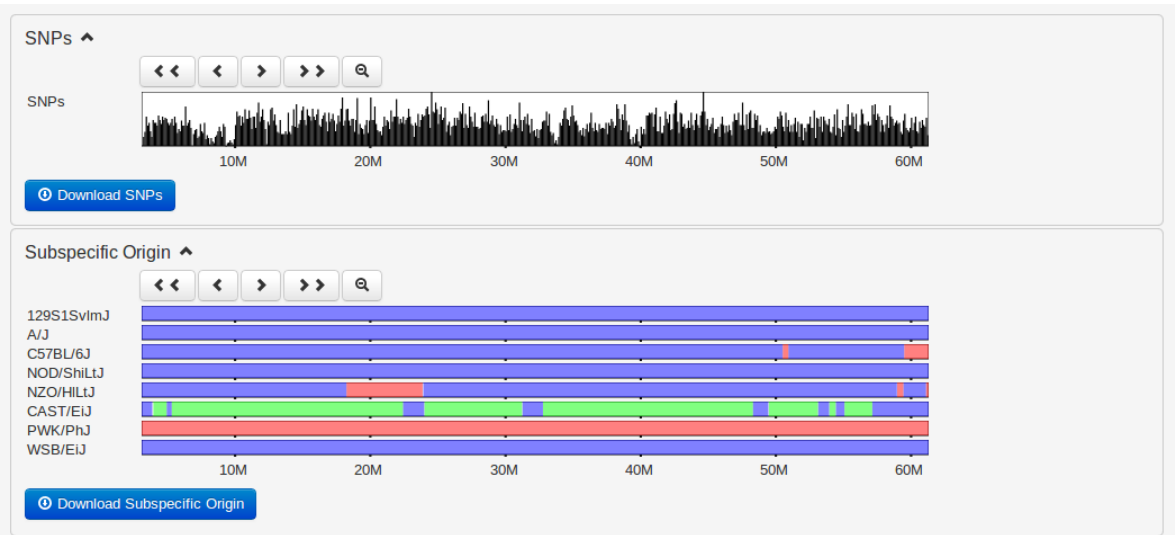 SNPs
SNPs
10M 20M 30M 40M 50M 60M
Download SNPs
Subspecific Origin
129S1SvlmJ
A/J
C57BL/6J
NOD/ShiLtJ
NZO/HlLtJ
CAST/EiJ
PWK/PhJ
WSB/EiJ
10M 20M 30M 40M 50M 60M
Download Subspecific Origin